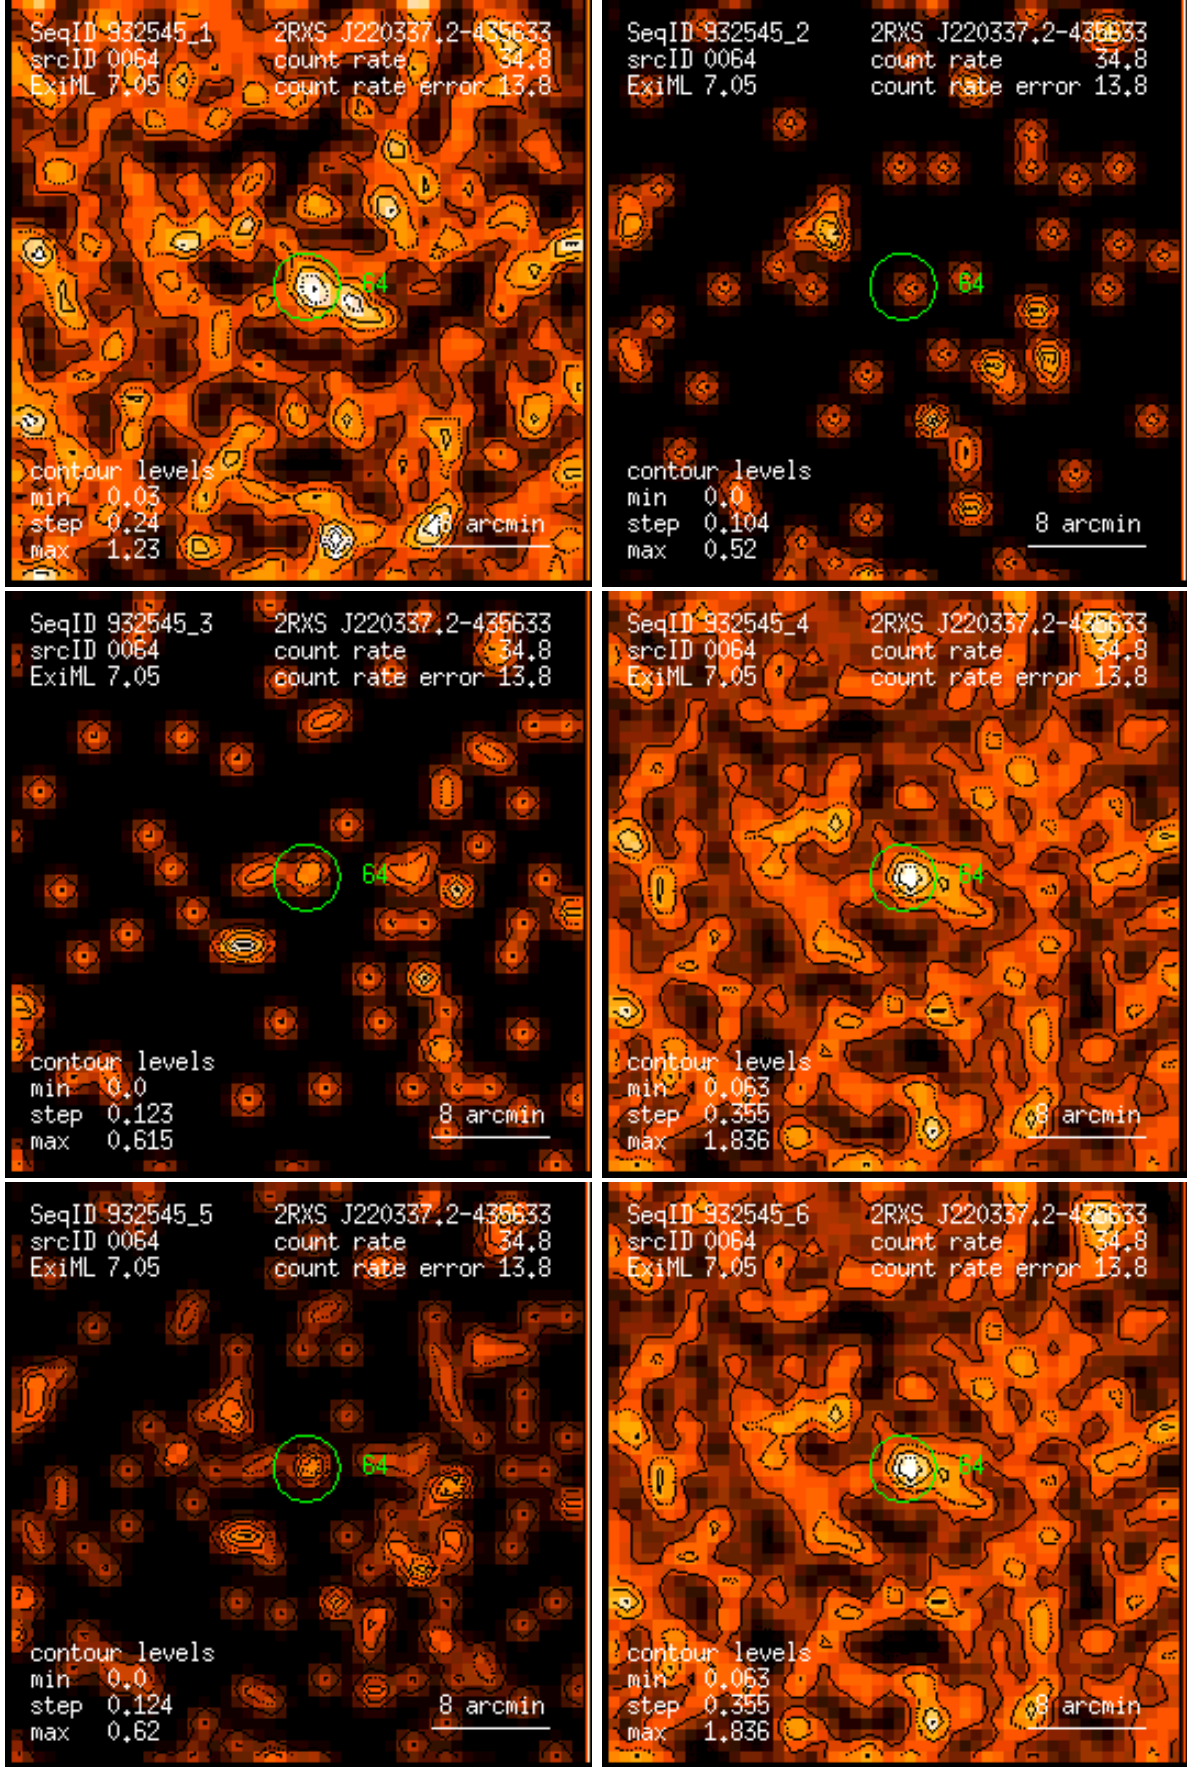 SeqID 932545_1 2RXS J220337.2-435633
srcID 0064 count rate 34.8
ExiML 7.05 count rate error 13.8
64
contour levels
min 0.03
step 0.24 8 arcmin
max 1.23
SeqID 932545_2 2RXS J220337.2-435633
srcID 0064 count rate 34.8
ExiML 7.05 count rate error 13.8
64
contour levels
min 0.0
step 0.104 8 arcmin
max 0.52
SeqID 932545_3 2RXS J220337.2-435633
srcID 0064 count rate 34.8
ExiML 7.05 count rate error 13.8
64
contour levels
min 0.0
step 0.123 8 arcmin
max 0.615
SeqID 932545_4 2RXS J220337.2-435633
srcID 0064 count rate 34.8
ExiML 7.05 count rate error 13.8
64
contour levels
min 0.063
step 0.355 8 arcmin
max 1.836
SeqID 932545_5 2RXS J220337.2-435633
srcID 0064 count rate 34.8
ExiML 7.05 count rate error 13.8
64
contour levels
min 0.0
step 0.124 8 arcmin
max 0.62
SeqID 932545_6 2RXS J220337.2-435633
srcID 0064 count rate 34.8
ExiML 7.05 count rate error 13.8
64
contour levels
min 0.063
step 0.355 8 arcmin
max 1.836